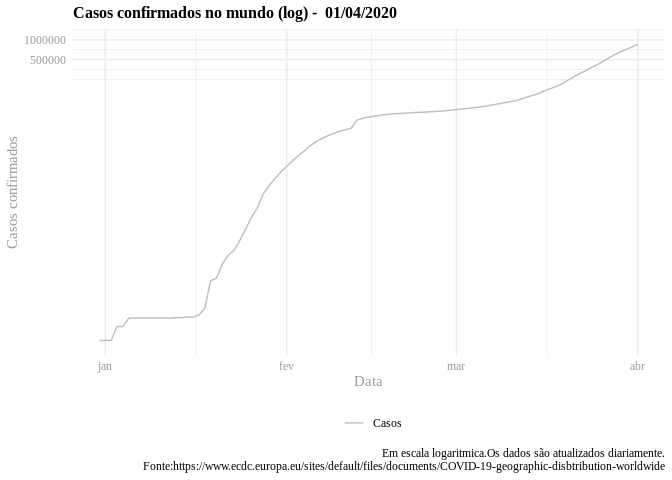 Casos confirmados no mundo (log) -  01/04/2020
1000000
500000
Casos confirmados
jan
fev
mar
abr
Data
Casos
Em escala logaritmica.Os dados são atualizados diariamente.
Fonte:https://www.ecdc.europa.eu/sites/default/files/documents/COVID-19-geographic-disbtribution-worldwide